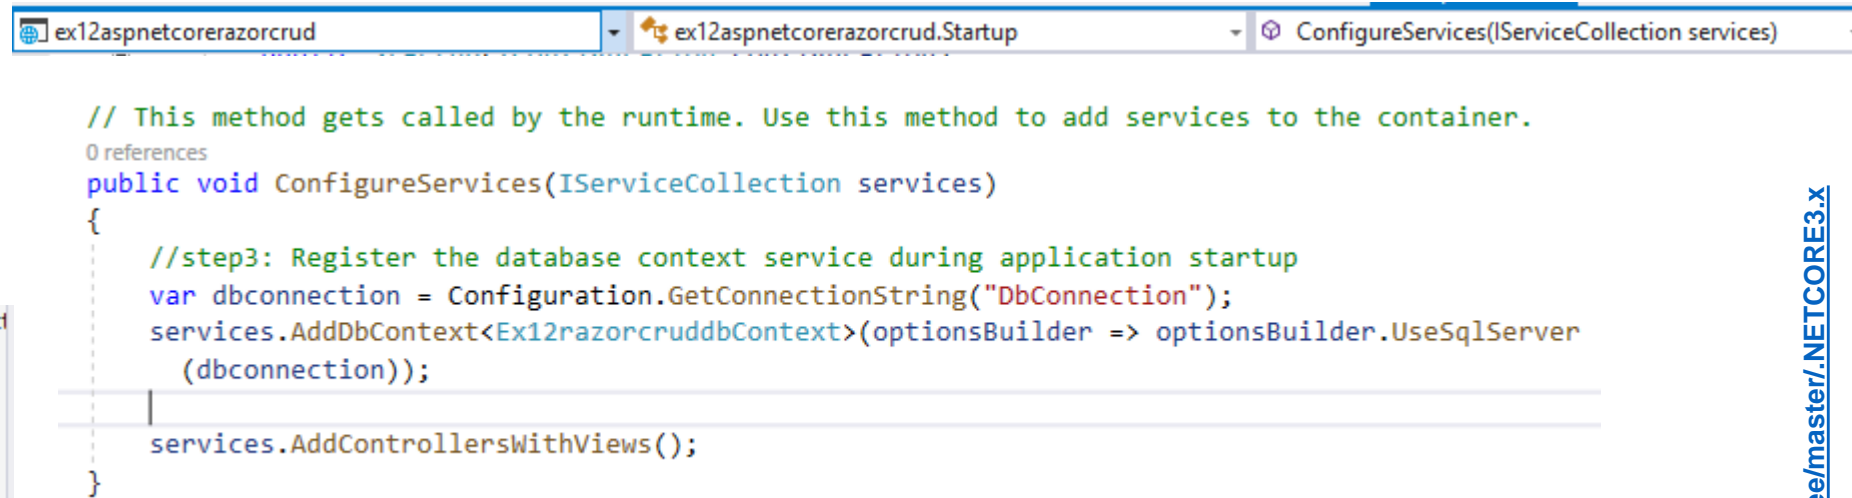 ex12aspnetcorerazorcrud
ex12aspnetcorerazorcrud.Startup
ConfigureServices(IServiceCollection services)
// This method gets called by the runtime. Use this method to add services to the container.
0 references
public void ConfigureServices(IServiceCollection services)
{
//step3: Register the database context service during application startup
var dbconnection = Configuration.GetConnectionString("DbConnection");
services.AddDbContext<Ex12razorcruddbContext>(optionsBuilder => optionsBuilder.UseSqlServer
(dbconnection));
services.AddControllersWithViews();
}
ee/master/.NETCORE3.x